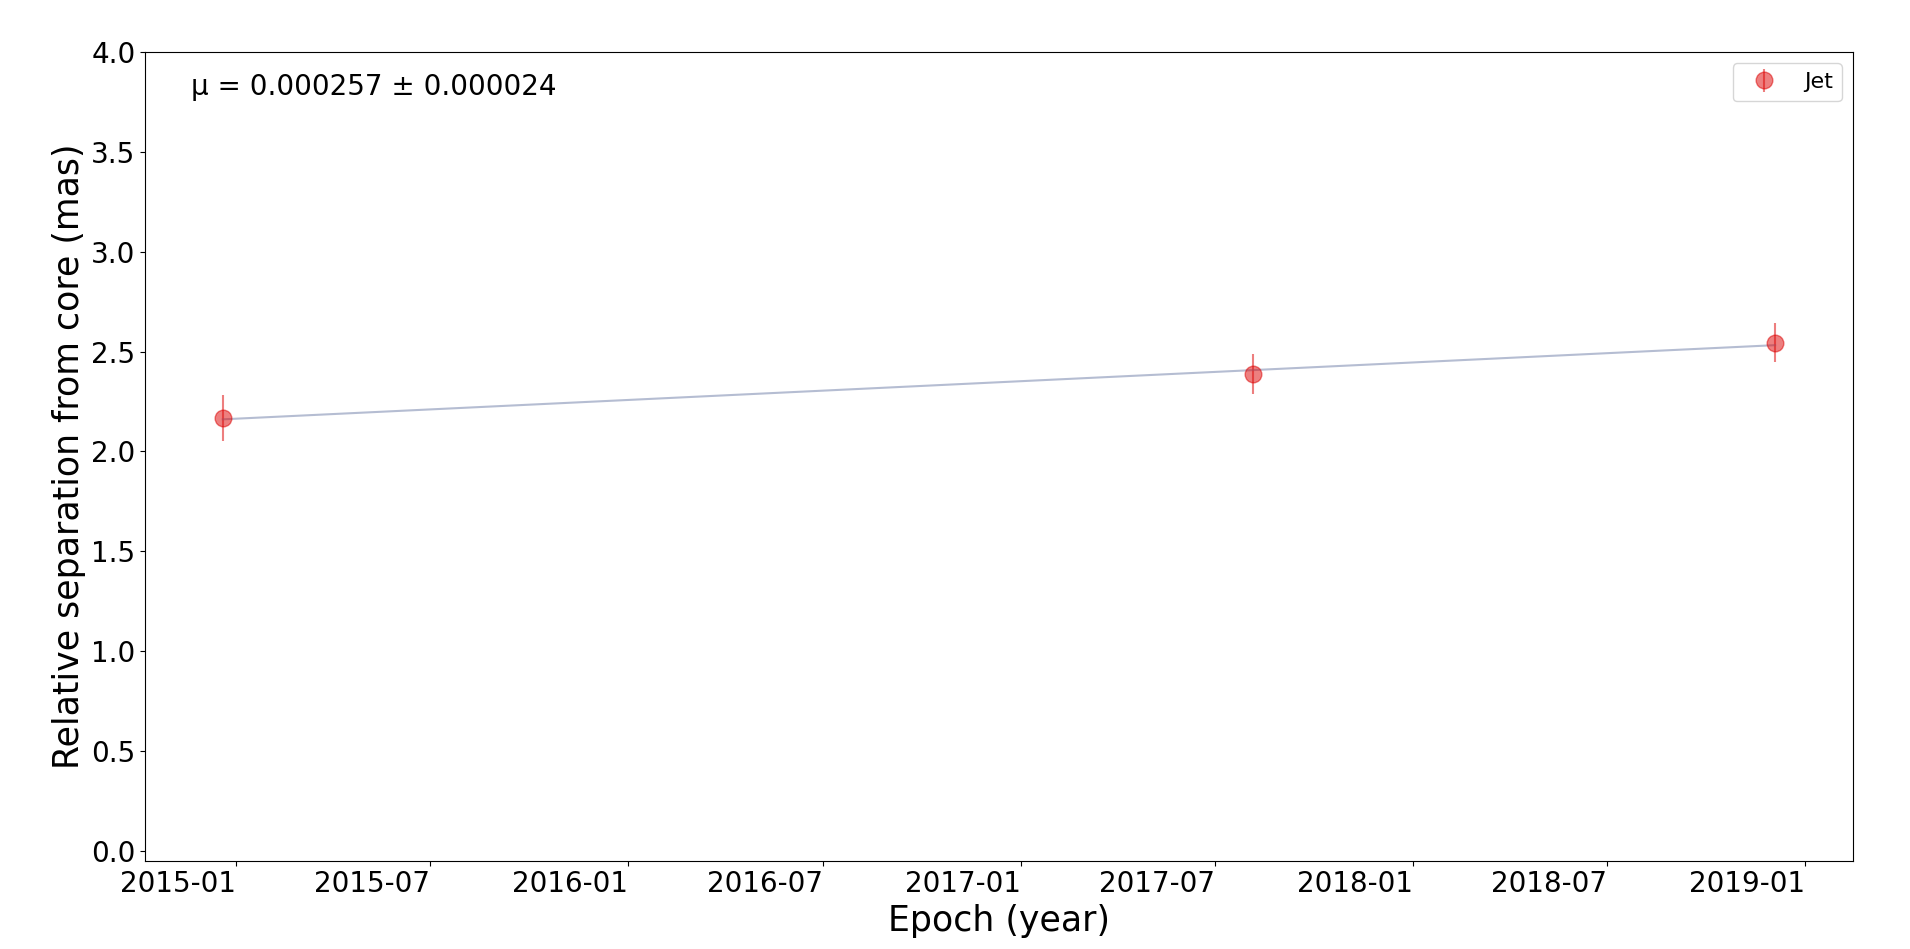 μ = 0.000257 ± 0.000024
Jet
Relative separation from core (mas)
4.0
3.5
3.0
2.5
2.0
1.5
1.0
0.5
0.0
2015-01 2015-07 2016-01 2016-07 2017-01 2017-07 2018-01 2018-07 2019-01
Epoch (year)